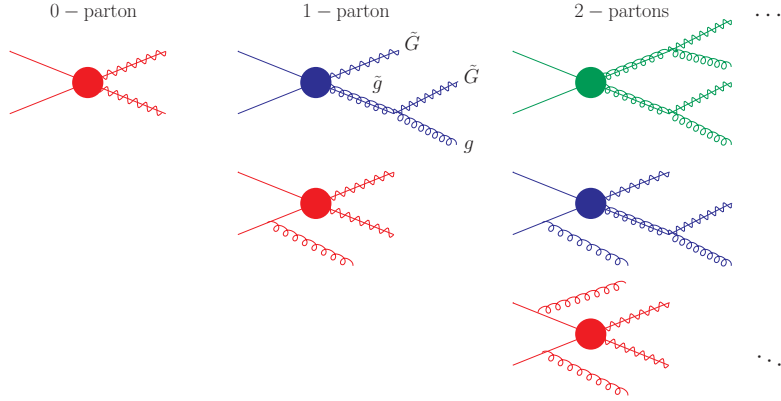 0 − parton 1 − parton 2 − partons ...
G̃
g̃ G̃
g
⋱